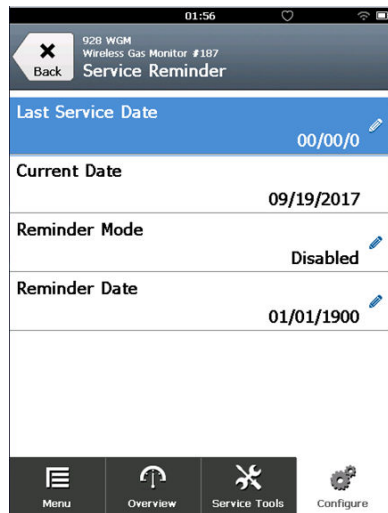 01:56
928 WGM
Wireless Gas Monitor #187
Back
Service Reminder
Last Service Date
00/00/0
Current Date
09/19/2017
Reminder Mode
Disabled
Reminder Date
01/01/1900
Menu
Overview
Service Tools
Configure